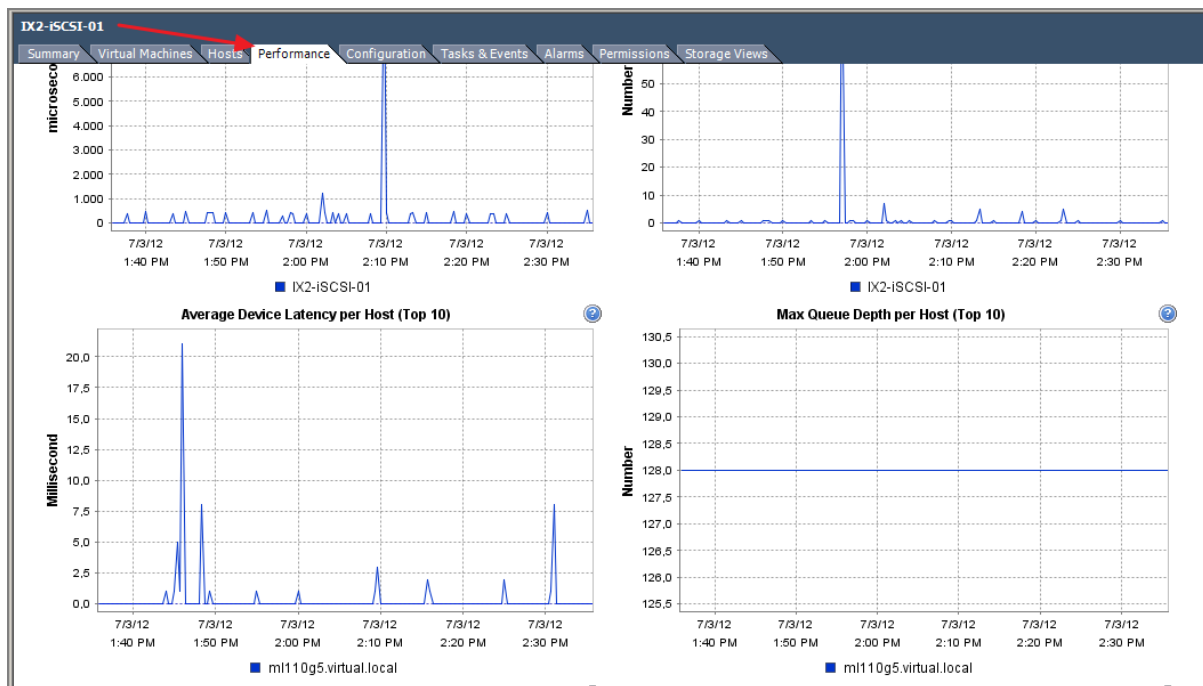 IX2-iSCSI-01
Summary Virtual Machines Hosts Performance Configuration Tasks & Events Alarms Permissions Storage Views
microseco
6.000
5.000
4.000
3.000
2.000
1.000
0
7/3/12 7/3/12 7/3/12 7/3/12 7/3/12 7/3/12
1:40 PM 1:50 PM 2:00 PM 2:10 PM 2:20 PM 2:30 PM
IX2-iSCSI-01
Number
50
40
30
20
10
0
7/3/12 7/3/12 7/3/12 7/3/12 7/3/12 7/3/12
1:40 PM 1:50 PM 2:00 PM 2:10 PM 2:20 PM 2:30 PM
IX2-iSCSI-01
Average Device Latency per Host (Top 10) ?
Millisecond
20,0
17,5
15,0
12,5
10,0
7,5
5,0
2,5
0,0
7/3/12 7/3/12 7/3/12 7/3/12 7/3/12 7/3/12
1:40 PM 1:50 PM 2:00 PM 2:10 PM 2:20 PM 2:30 PM
ml110g5.virtual.local
Max Queue Depth per Host (Top 10) ?
Number
130,5
130,0
129,5
129,0
128,5
128,0
127,5
127,0
126,5
126,0
125,5
7/3/12 7/3/12 7/3/12 7/3/12 7/3/12 7/3/12
1:40 PM 1:50 PM 2:00 PM 2:10 PM 2:20 PM 2:30 PM
ml110g5.virtual.local